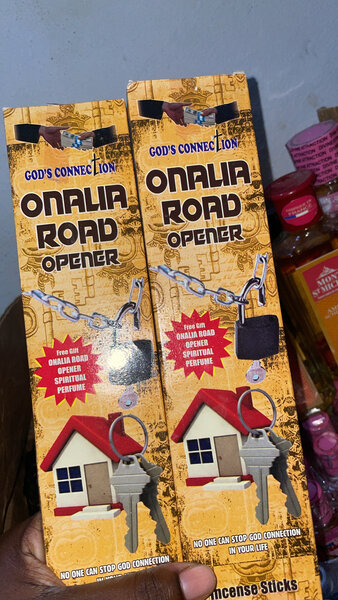 GOD'S CONNECTION
ONALIA
ROAD
OPENER
Free Gift
ONALIA ROAD
OPENER
SPIRITUAL
PERFUME
NO ONE CAN STOP GOD CONNECTION
GOD'S CONNECTION
ONALIA
ROAD
OPENER
Free Gift
ONALIA ROAD
OPENER
SPIRITUAL
PERFUME
NO ONE CAN STOP GOD CONNECTION
IN YOUR LIFE
Incense Sticks